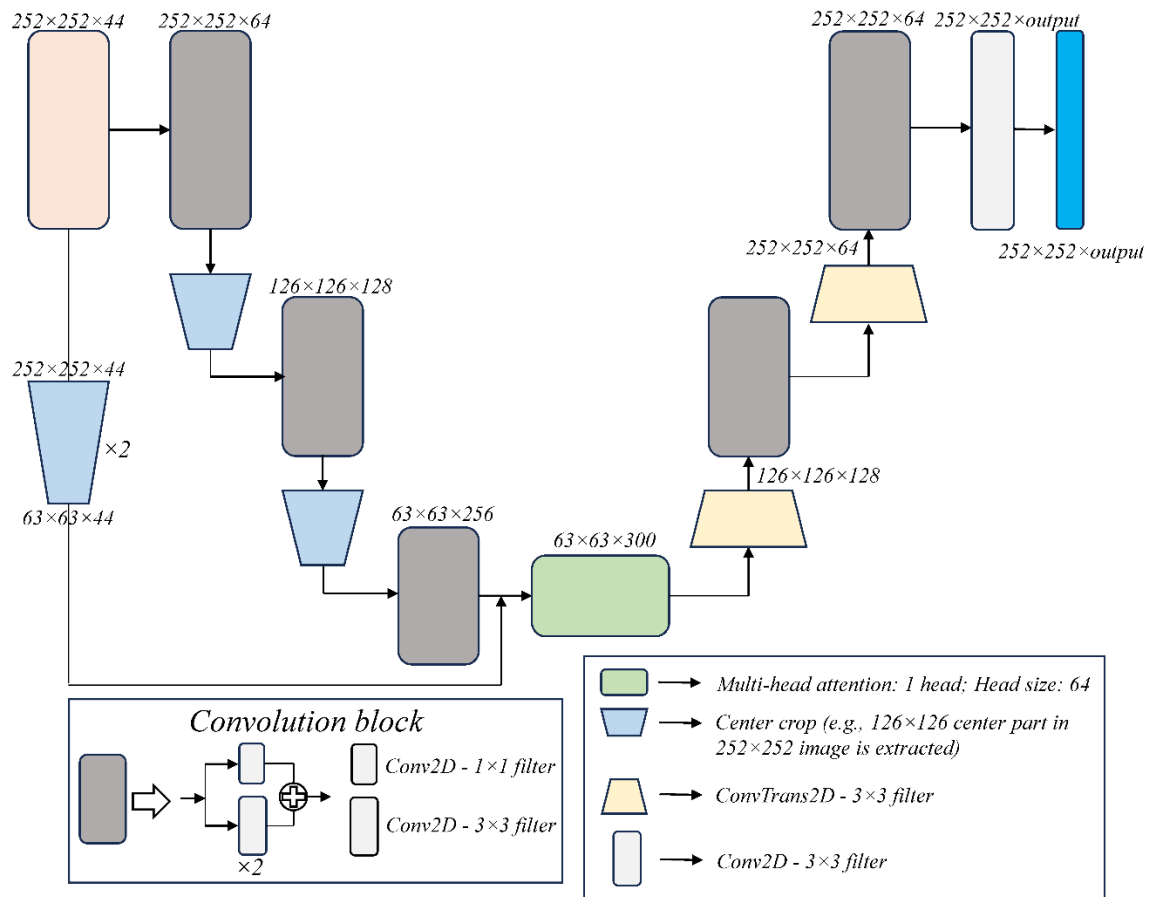 252×252×44
252×252×64
252×252×64
252×252×output
252×252×64
252×252×output
126×126×128
252×252×44
×2
63×63×44
126×126×128
63×63×256
63×63×300
Convolution block
Conv2D - 1×1 filter
Conv2D - 3×3 filter
×2
Multi-head attention: 1 head; Head size: 64
Center crop (e.g., 126×126 center part in
252×252 image is extracted)
ConvTrans2D - 3×3 filter
Conv2D - 3×3 filter